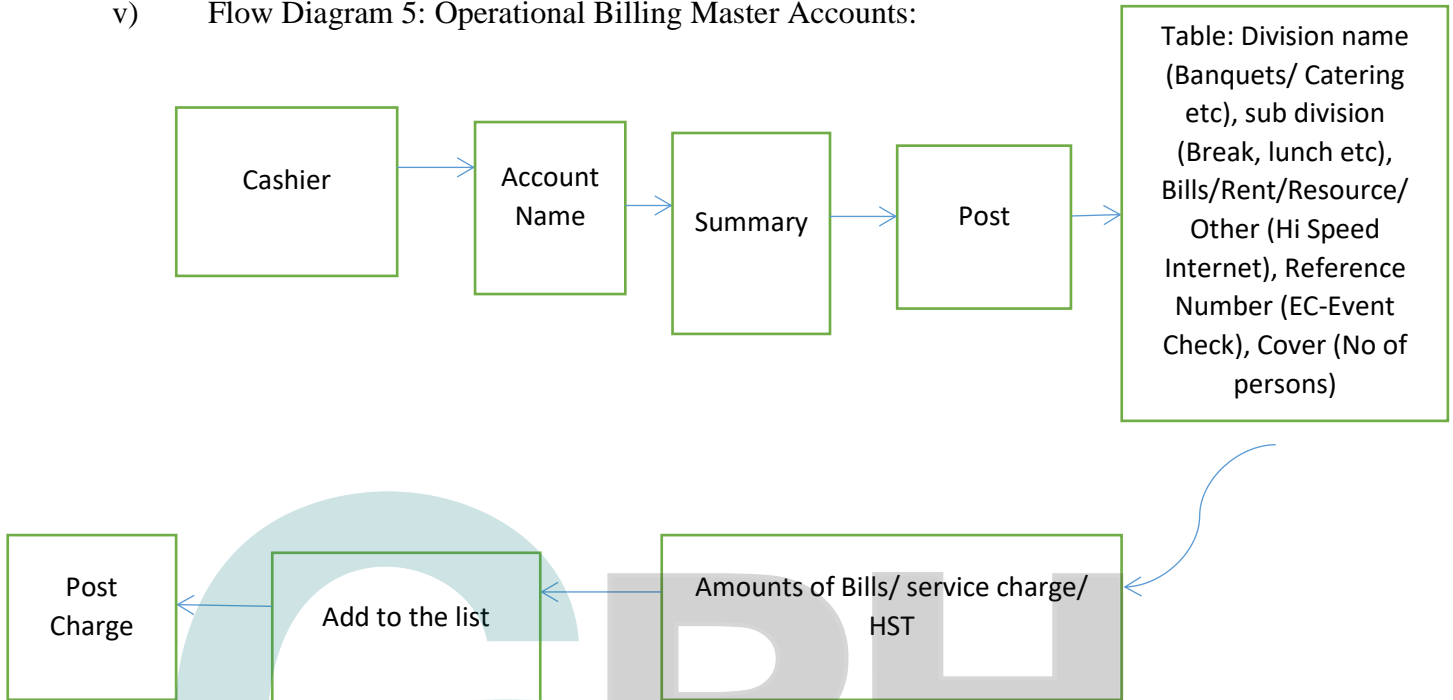 v) Flow Diagram 5: Operational Billing Master Accounts:
Cashier
Account
Name
Summary
Post
Table: Division name
(Banquets/ Catering
etc), sub division
(Break, lunch etc),
Bills/Rent/Resource/
Other (Hi Speed
Internet), Reference
Number (EC-Event
Check), Cover (No of
persons)
Amounts of Bills/ service charge/
HST
Add to the list
Post
Charge